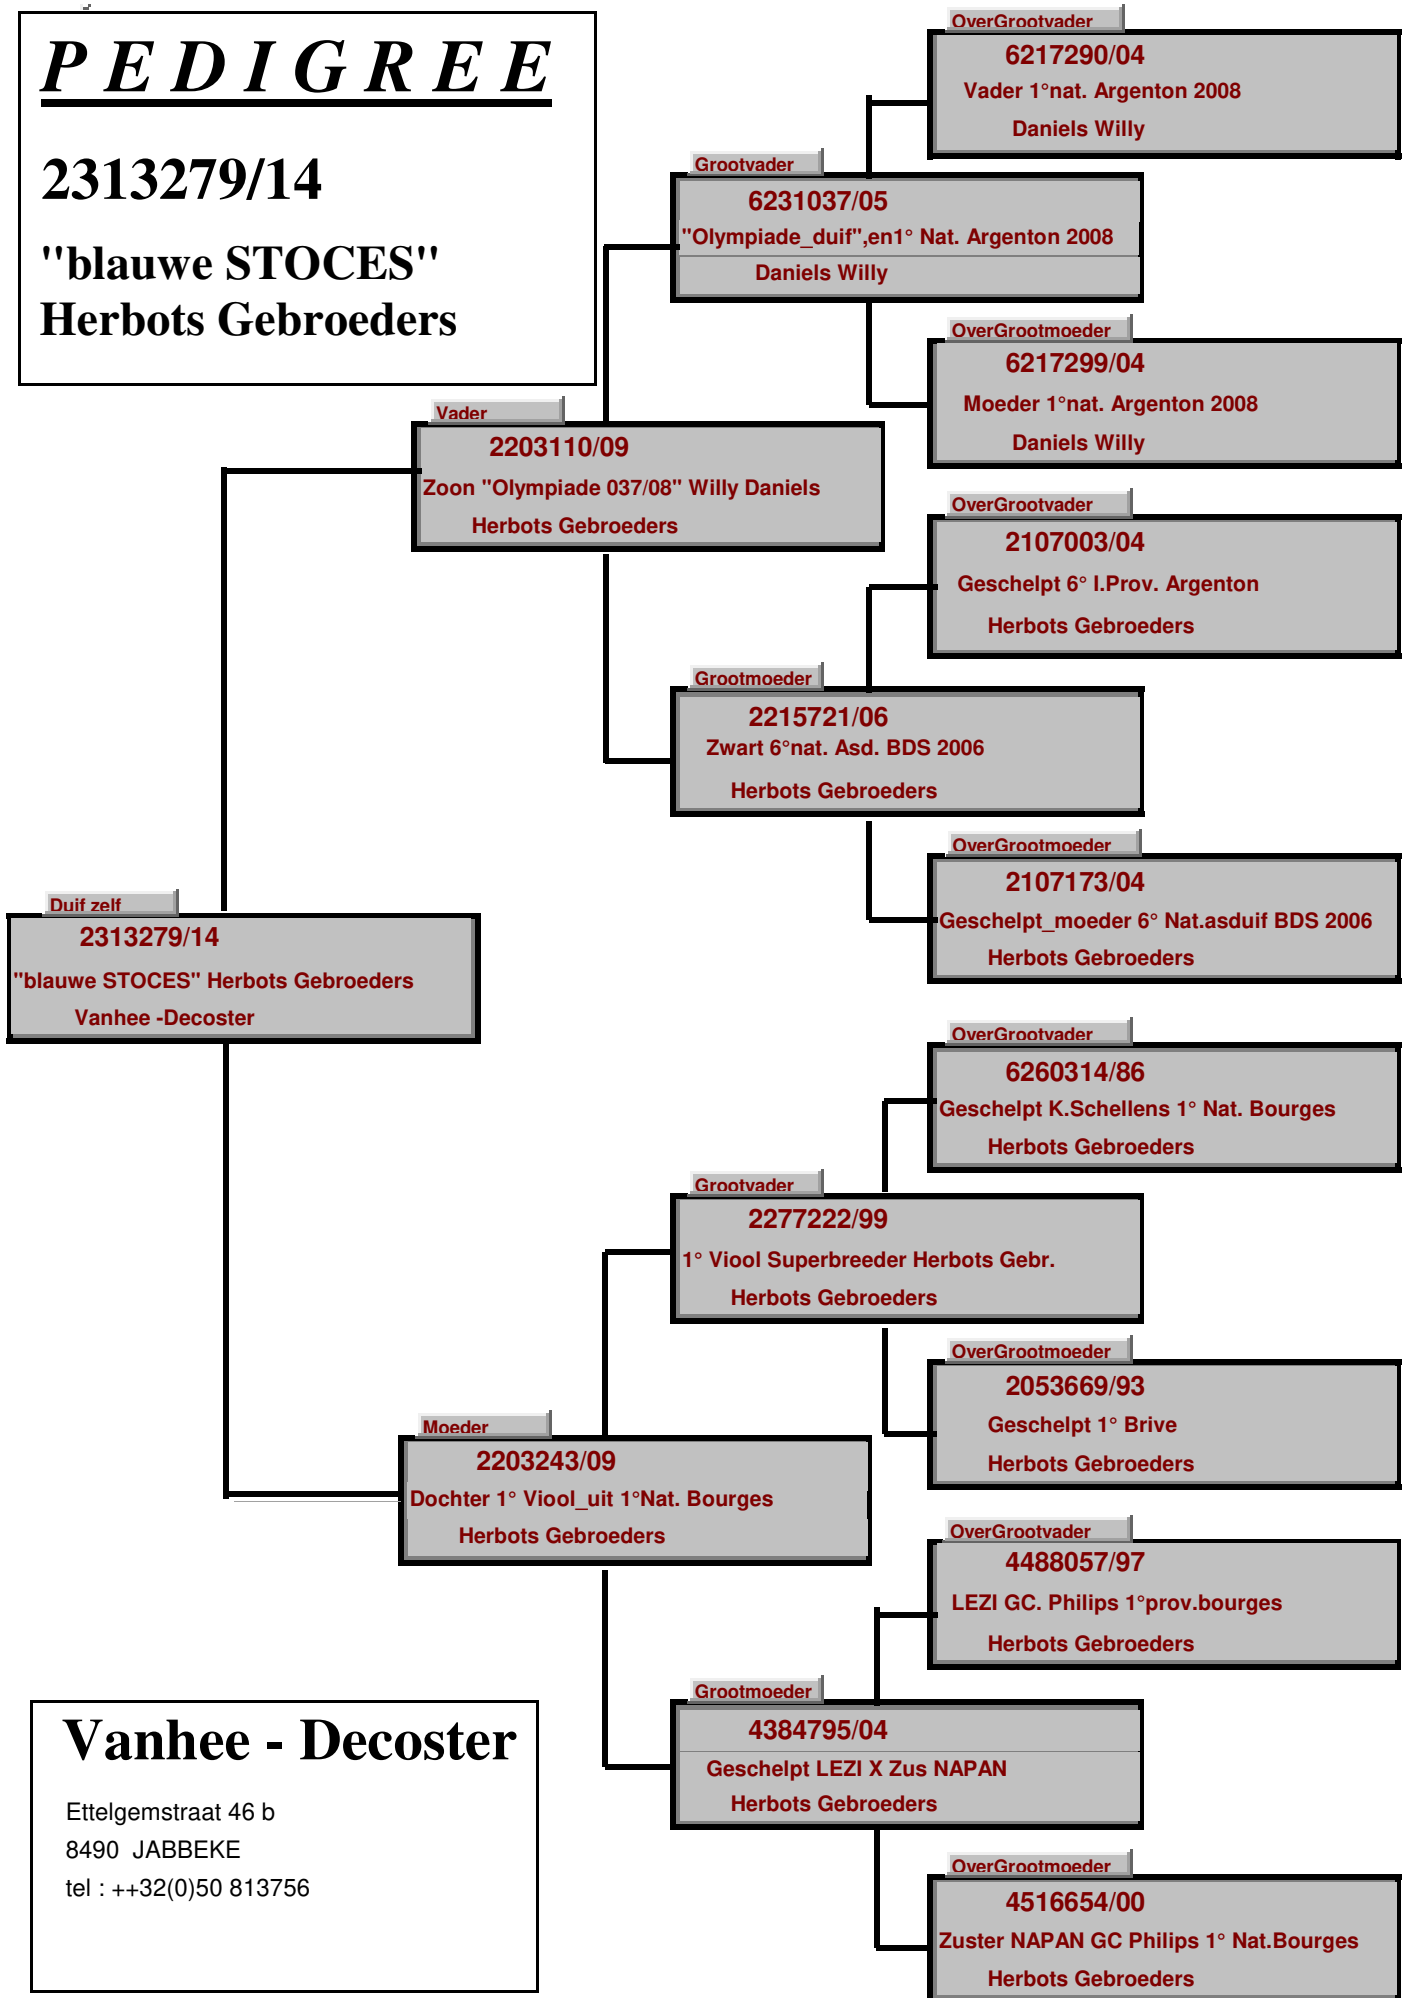 P E D I G R E E
2313279/14
"blauwe STOCES"
Herbots Gebroeders
OverGrootvader
6217290/04
Vader 1°nat. Argenton 2008
Daniels Willy
Grootvader
6231037/05
"Olympiade_duif",en1° Nat. Argenton 2008
Daniels Willy
OverGrootmoeder
6217299/04
Moeder 1°nat. Argenton 2008
Daniels Willy
Vader
2203110/09
Zoon "Olympiade 037/08" Willy Daniels
Herbots Gebroeders
OverGrootvader
2107003/04
Geschelpt 6° I.Prov. Argenton
Herbots Gebroeders
Grootmoeder
2215721/06
Zwart 6°nat. Asd. BDS 2006
Herbots Gebroeders
OverGrootmoeder
2107173/04
Geschelpt_moeder 6° Nat.asduif BDS 2006
Herbots Gebroeders
Duif zelf
2313279/14
"blauwe STOCES" Herbots Gebroeders
Vanhee -Decoster
OverGrootvader
6260314/86
Geschelpt K.Schellens 1° Nat. Bourges
Herbots Gebroeders
Grootvader
2277222/99
1° Viool Superbreeder Herbots Gebr.
Herbots Gebroeders
OverGrootmoeder
2053669/93
Geschelpt 1° Brive
Herbots Gebroeders
Moeder
2203243/09
Dochter 1° Viool_uit 1°Nat. Bourges
Herbots Gebroeders
OverGrootvader
4488057/97
LEZI GC. Philips 1°prov.bourges
Herbots Gebroeders
Grootmoeder
4384795/04
Geschelpt LEZI X Zus NAPAN
Herbots Gebroeders
OverGrootmoeder
4516654/00
Zuster NAPAN GC Philips 1° Nat.Bourges
Herbots Gebroeders
Vanhee - Decoster
Ettelgemstraat 46 b
8490  JABBEKE
tel : ++32(0)50 813756